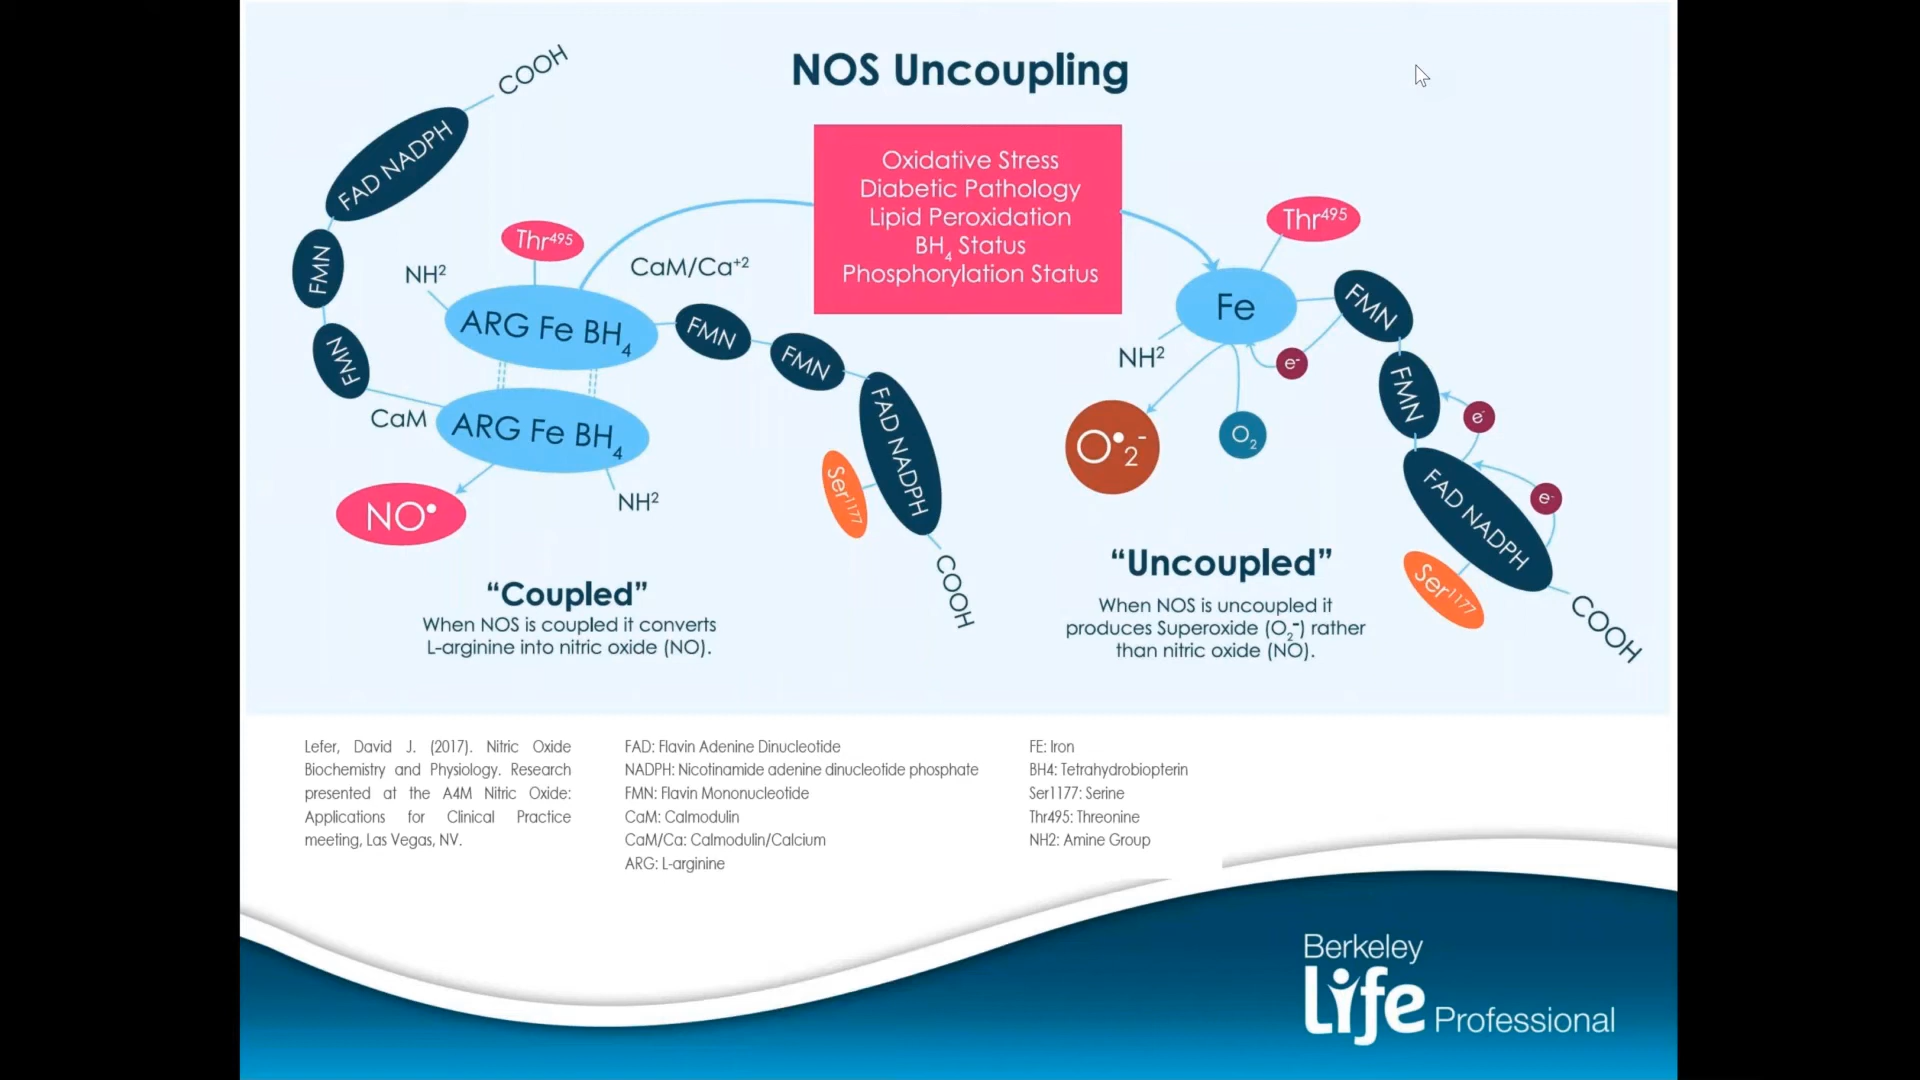 NOS Uncoupling
COOH
FAD NADPH
FMN
FMN
CaM
NH²
Thr⁴⁹⁵
ARG Fe BH₄
ARG Fe BH₄
NO•
NH²
CaM/Ca⁺²
FMN
FMN
FAD NADPH
Ser¹¹⁷⁷
COOH
"Coupled"
When NOS is coupled it converts
L-arginine into nitric oxide (NO).
Oxidative Stress
Diabetic Pathology
Lipid Peroxidation
BH₄ Status
Phosphorylation Status
Thr⁴⁹⁵
Fe
NH²
FMN
e⁻
FMN
e⁻
O•₂⁻
O₂
FAD NADPH
e⁻
Ser¹¹⁷⁷
COOH
"Uncoupled"
When NOS is uncoupled it
produces Superoxide (O₂⁻) rather
than nitric oxide (NO).
Lefer, David J. (2017). Nitric Oxide
Biochemistry and Physiology. Research
presented at the A4M Nitric Oxide:
Applications for Clinical Practice
meeting, Las Vegas, NV.
FAD: Flavin Adenine Dinucleotide
NADPH: Nicotinamide adenine dinucleotide phosphate
FMN: Flavin Mononucleotide
CaM: Calmodulin
CaM/Ca: Calmodulin/Calcium
ARG: L-arginine
FE: Iron
BH4: Tetrahydrobiopterin
Ser1177: Serine
Thr495: Threonine
NH2: Amine Group
Berkeley
Life Professional